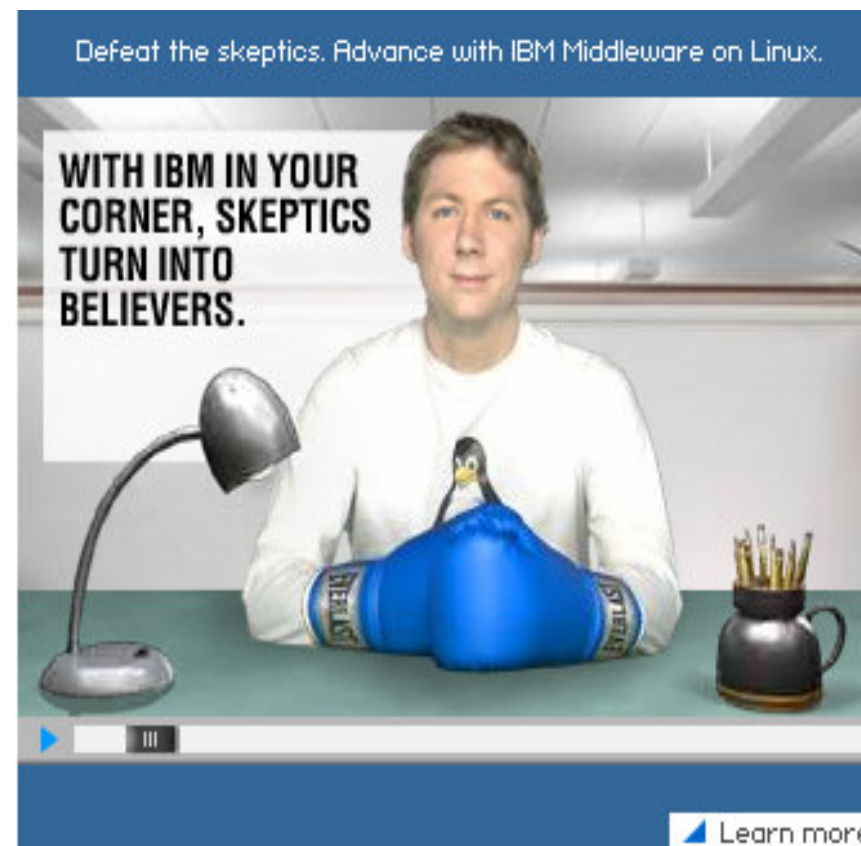 Defeat the skeptics. Advance with IBM Middleware on Linux.
WITH IBM IN YOUR
CORNER, SKEPTICS
TURN INTO
BELIEVERS.
EVERLAST
EVERLAST
Learn more